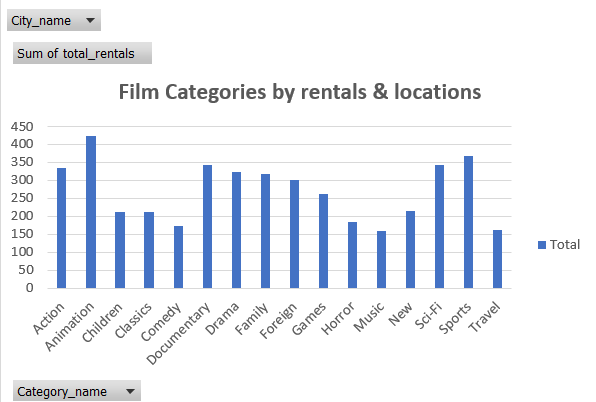 City_name
Sum of total_rentals
Film Categories by rentals & locations
450
400
350
300
250
200
150
100
50
0
Action
Animation
Children
Classics
Comedy
Documentary
Drama
Family
Foreign
Games
Horror
Music
New
Sci-Fi
Sports
Travel
Total
Category_name